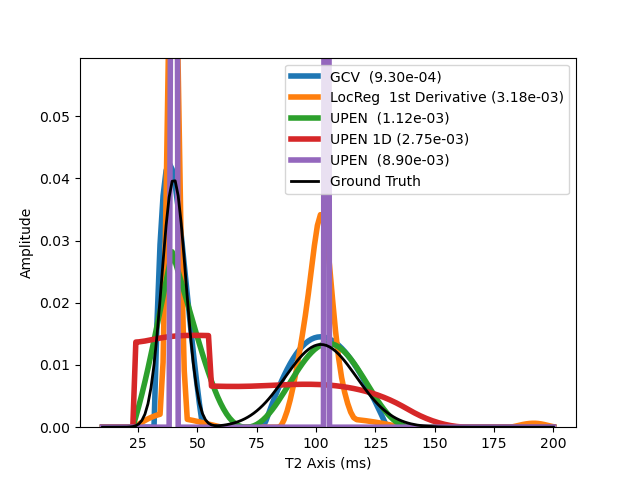 GCV (9.30e-04)
LocReg 1st Derivative (3.18e-03)
UPEN (1.12e-03)
UPEN 1D (2.75e-03)
UPEN (8.90e-03)
Ground Truth
Amplitude
0.05
0.04
0.03
0.02
0.01
0.00
25 50 75 100 125 150 175 200
T2 Axis (ms)